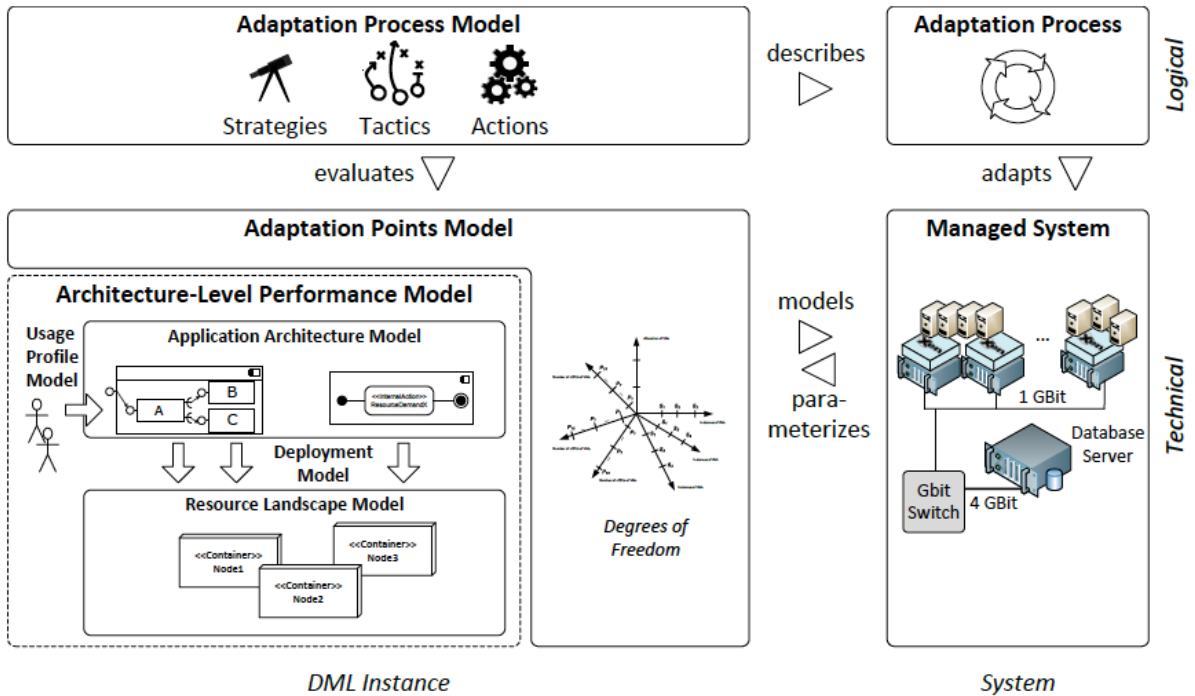 Adaptation Process Model
Strategies
Tactics
Actions
describes
Adaptation Process
Logical
evaluates
adapts
Adaptation Points Model
Architecture-Level Performance Model
Usage
Profile
Model
Application Architecture Model
A
B
C
<<InternalAction>>
ResourceDemandX
Deployment
Model
Resource Landscape Model
<<Container>>
Node1
<<Container>>
Node2
<<Container>>
Node3
Degrees of
Freedom
models
para-
meterizes
Managed System
...
1 GBit
Database
Server
Gbit
Switch
4 GBit
Technical
DML Instance
System